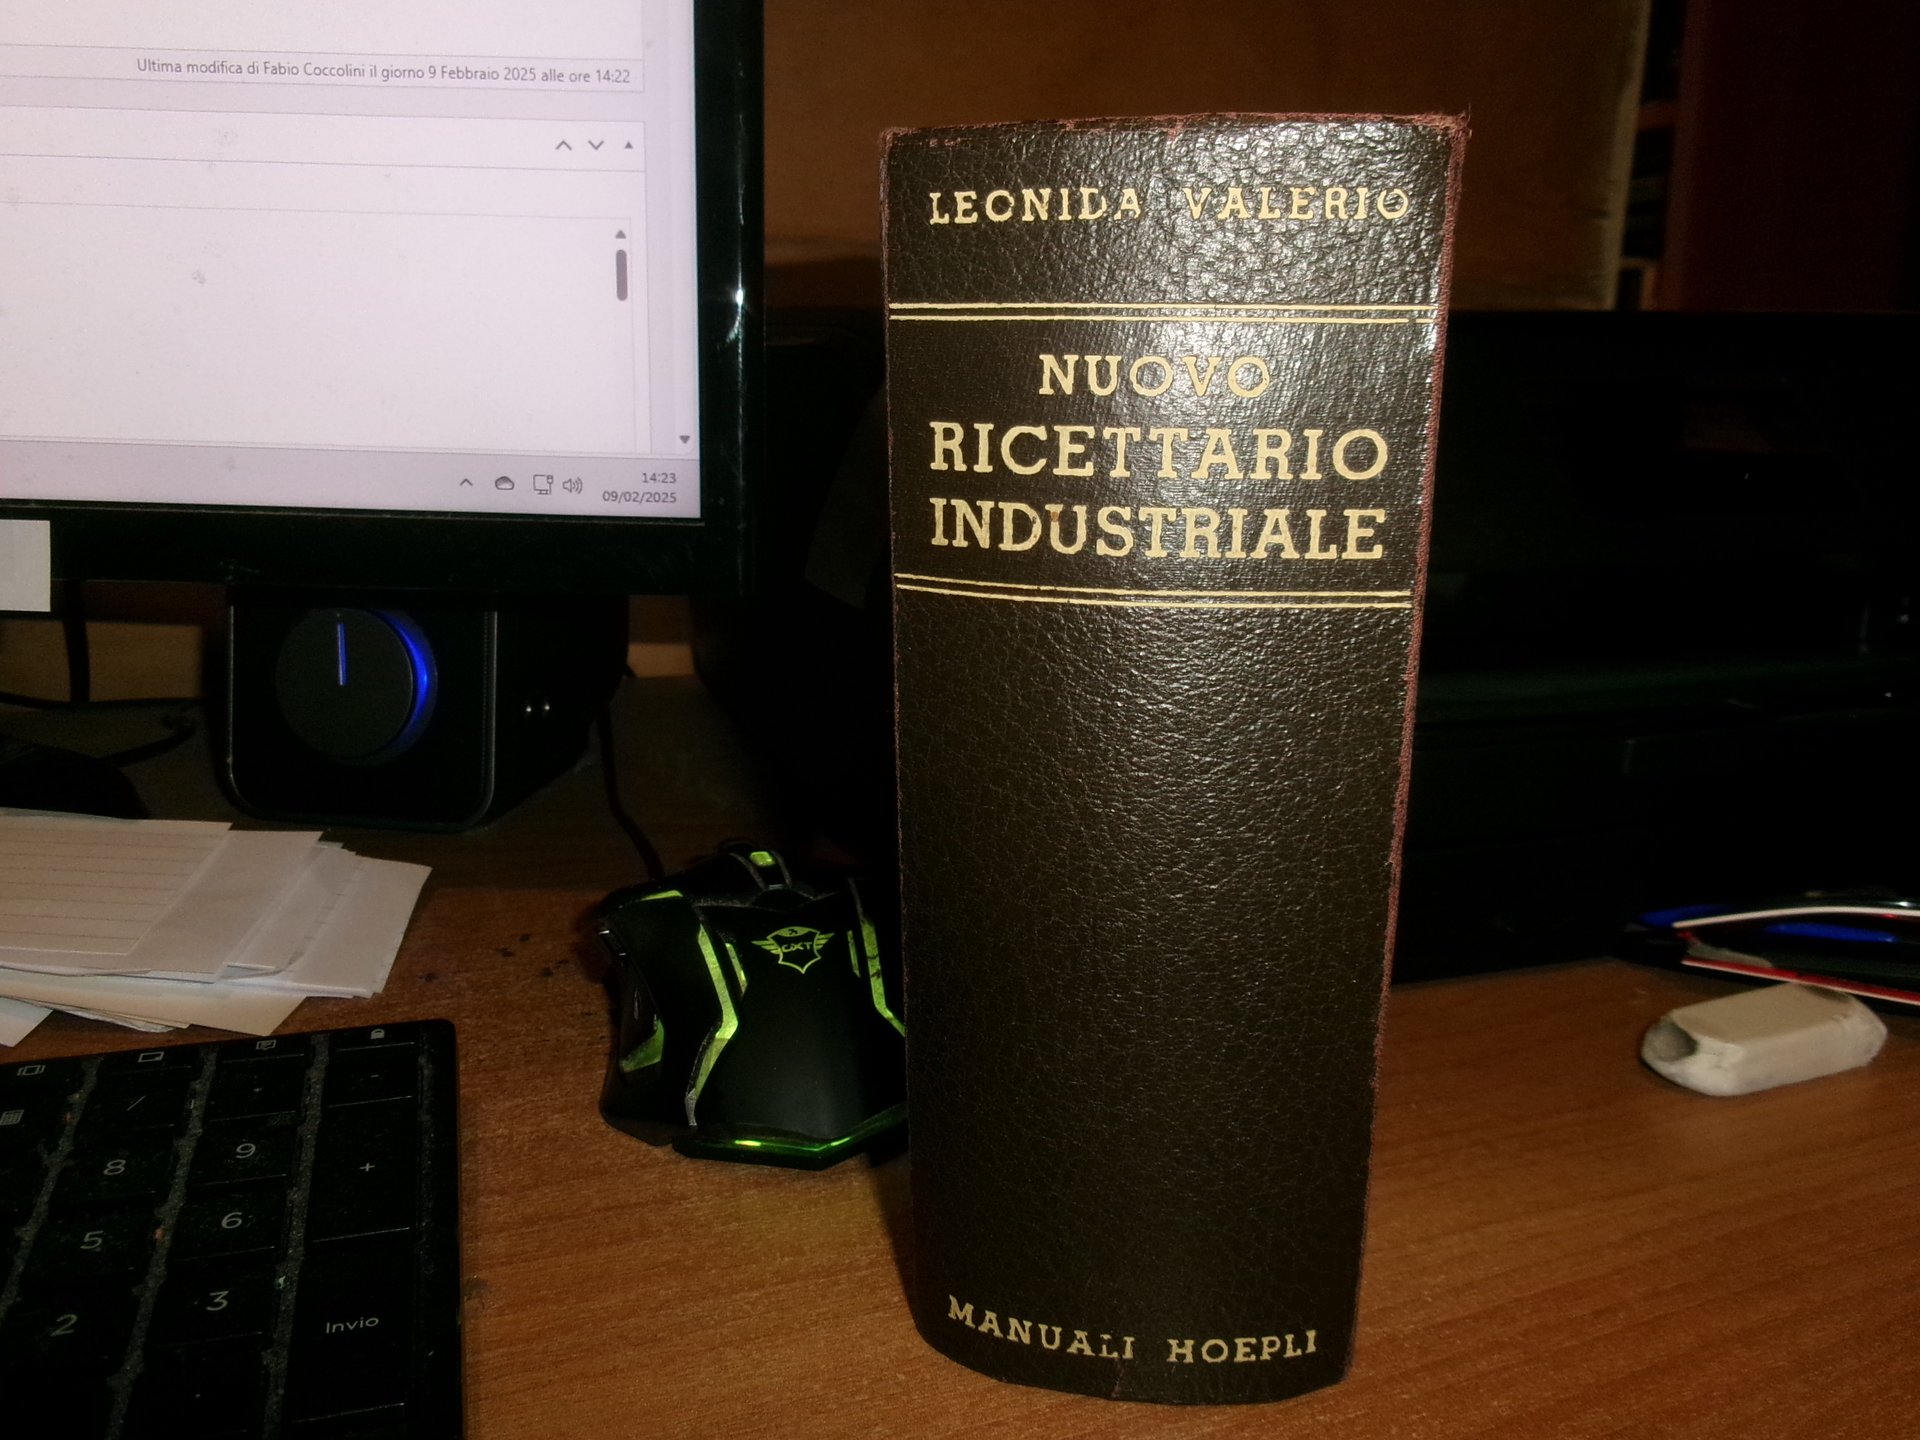 Ultima modifica di Fabio Coccolini il giorno 9 Febbraio 2025 alle ore 14:22
14:23
09/02/2025
LEONIDA VALERIO
NUOVO
RICETTARIO
INDUSTRIALE
MANUALI HOEPLI
GXT
/
-
8
9
+
5
6
2
3
Invio